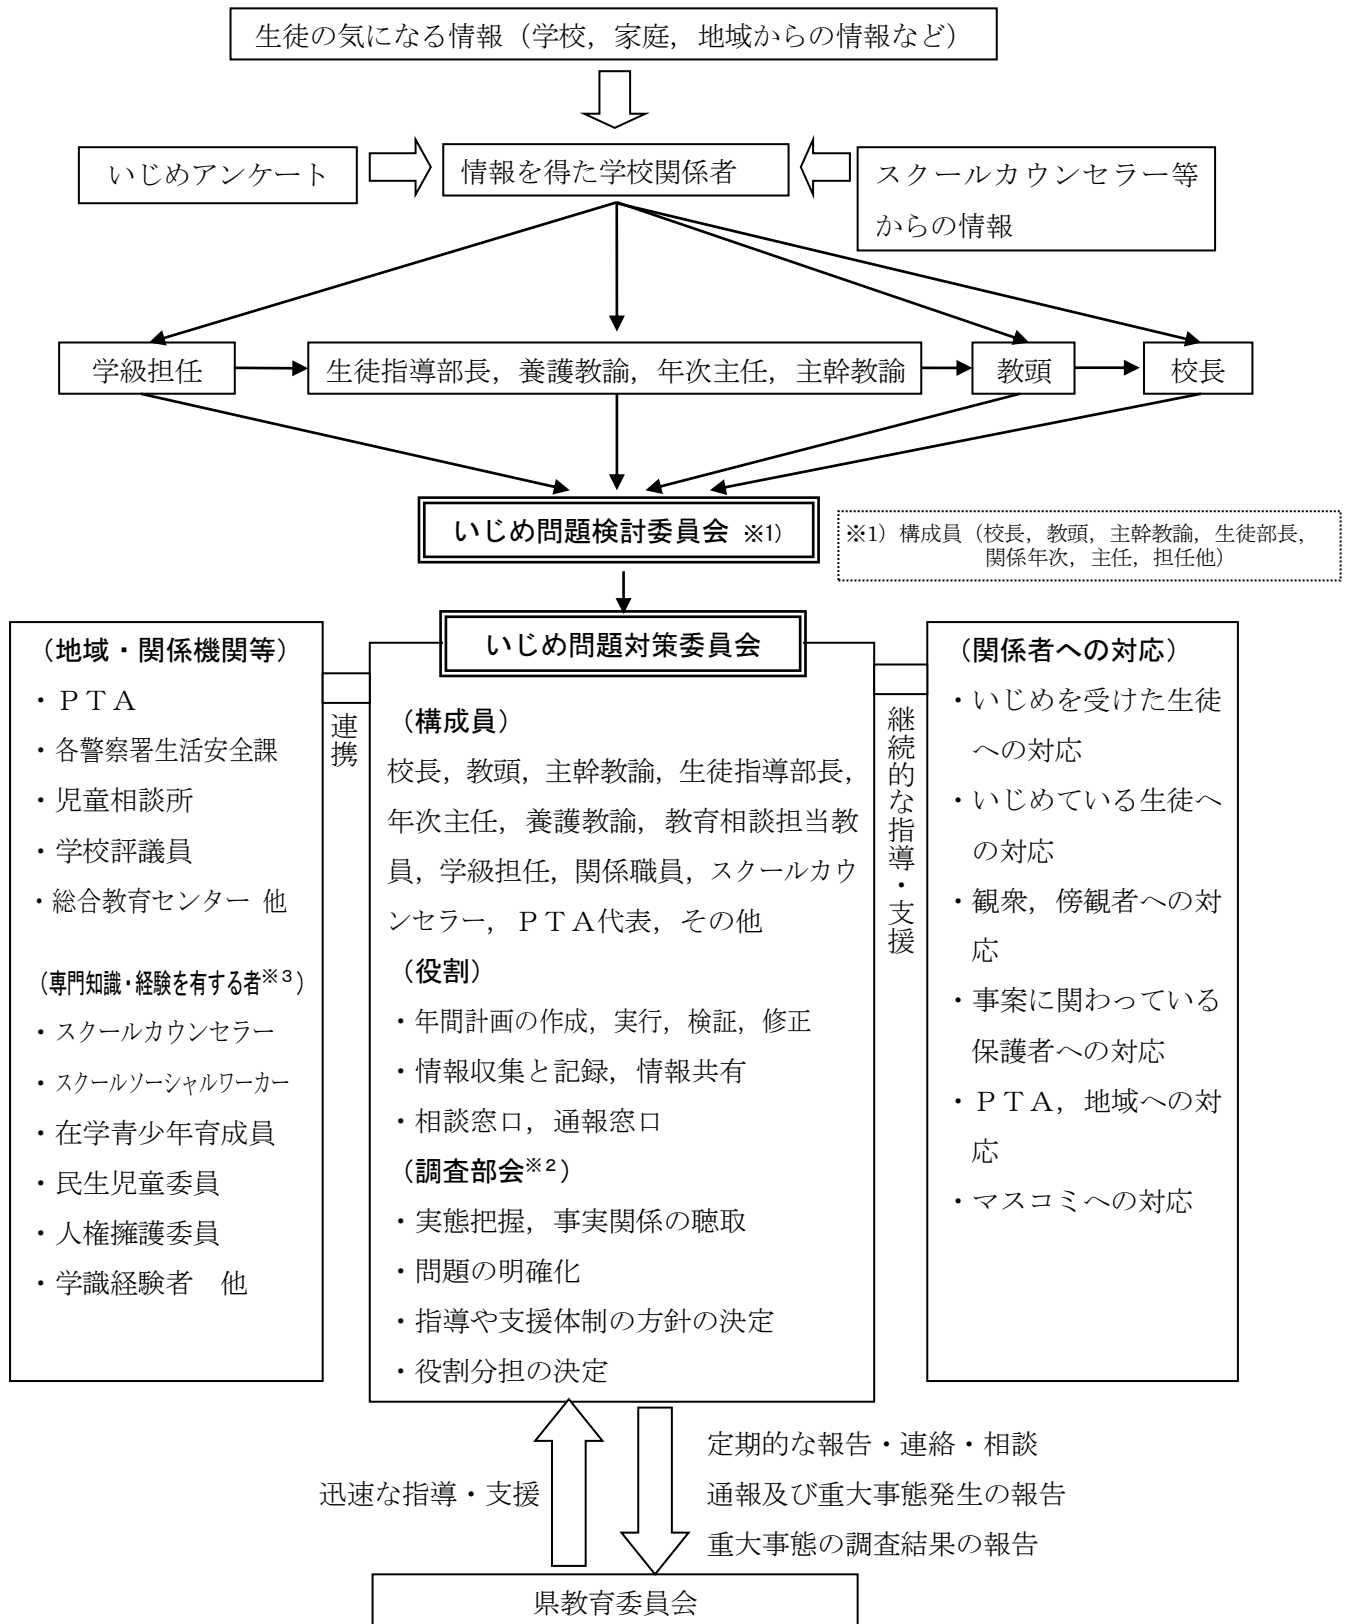 生徒の気になる情報（学校，家庭，地域からの情報など）
いじめアンケート
情報を得た学校関係者
スクールカウンセラー等
からの情報
学級担任
生徒指導部長，養護教諭，年次主任，主幹教諭
教頭
校長
いじめ問題検討委員会 ※1)
※1）構成員（校長，教頭，主幹教諭，生徒部長，
関係年次，主任，担任他）
いじめ問題対策委員会
（地域・関係機関等）
・ＰＴＡ
・各警察署生活安全課
・児童相談所
・学校評議員
・総合教育センター 他
（専門知識・経験を有する者※３）
・スクールカウンセラー
・スクールソーシャルワーカー
・在学青少年育成員
・民生児童委員
・人権擁護委員
・学識経験者　他
連携
（構成員）
校長，教頭，主幹教諭，生徒指導部長，
年次主任，養護教諭，教育相談担当教
員，学級担任，関係職員，スクールカウ
ンセラー，ＰＴＡ代表，その他
（役割）
・年間計画の作成，実行，検証，修正
・情報収集と記録，情報共有
・相談窓口，通報窓口
（調査部会※２）
・実態把握，事実関係の聴取
・問題の明確化
・指導や支援体制の方針の決定
・役割分担の決定
継続的な指導・支援
（関係者への対応）
・いじめを受けた生徒
への対応
・いじめている生徒へ
の対応
・観衆，傍観者への対
応
・事案に関わっている
保護者への対応
・ＰＴＡ，地域への対
応
・マスコミへの対応
迅速な指導・支援
定期的な報告・連絡・相談
通報及び重大事態発生の報告
重大事態の調査結果の報告
県教育委員会